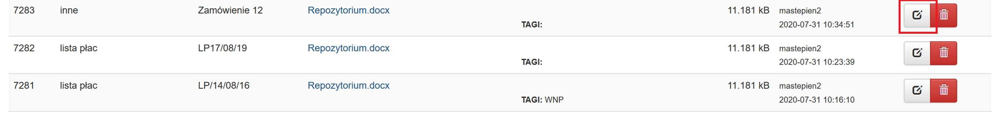 7283 inne Zamówienie 12 Repozytorium.docx 11.181 kB mastepien2
TAGI: 2020-07-31 10:34:51
7282 lista płac LP17/08/19 Repozytorium.docx 11.181 kB mastepien2
TAGI: 2020-07-31 10:23:39
7281 lista płac LP/14/08/16 Repozytorium.docx 11.181 kB mastepien2
TAGI: WNP 2020-07-31 10:16:10